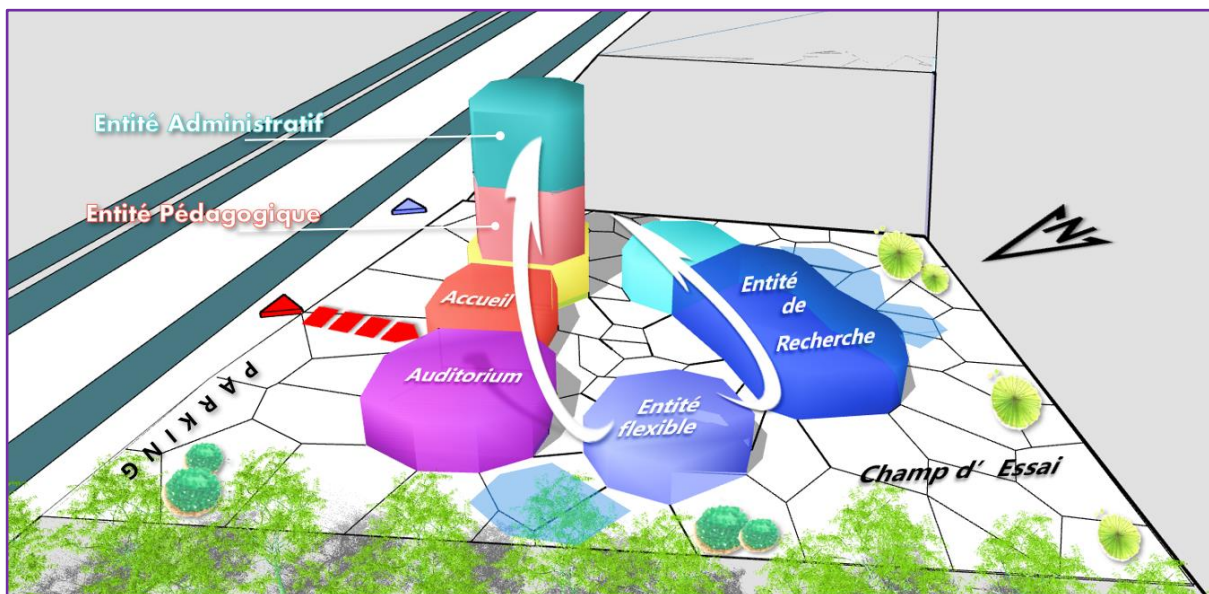 Entité Administratif
Entité Pédagogique
Accueil
Auditorium
Entité
flexible
Entité
de
Recherche
PARKING
Champ d' Essai
N